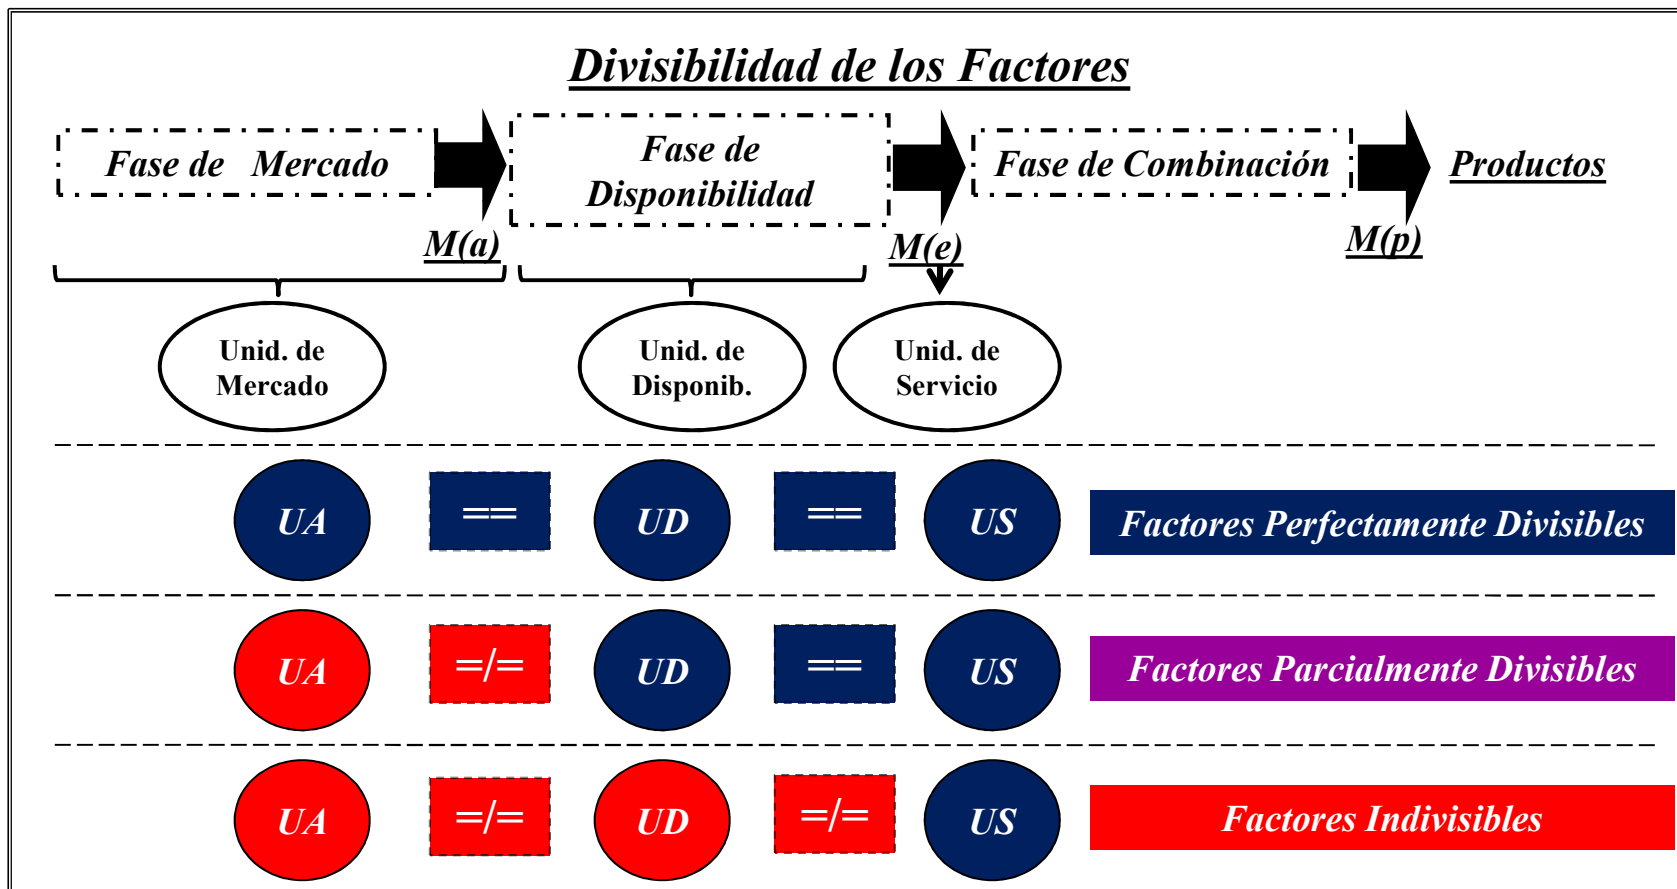 Divisibilidad de los Factores
Fase de Mercado
Fase de
Disponibilidad
Fase de Combinación
Productos
M(a)
M(e)
M(p)
Unid. de
Mercado
Unid. de
Disponib.
Unid. de
Servicio
UA == UD == US Factores Perfectamente Divisibles
UA =/= UD == US Factores Parcialmente Divisibles
UA =/= UD =/= US Factores Indivisibles